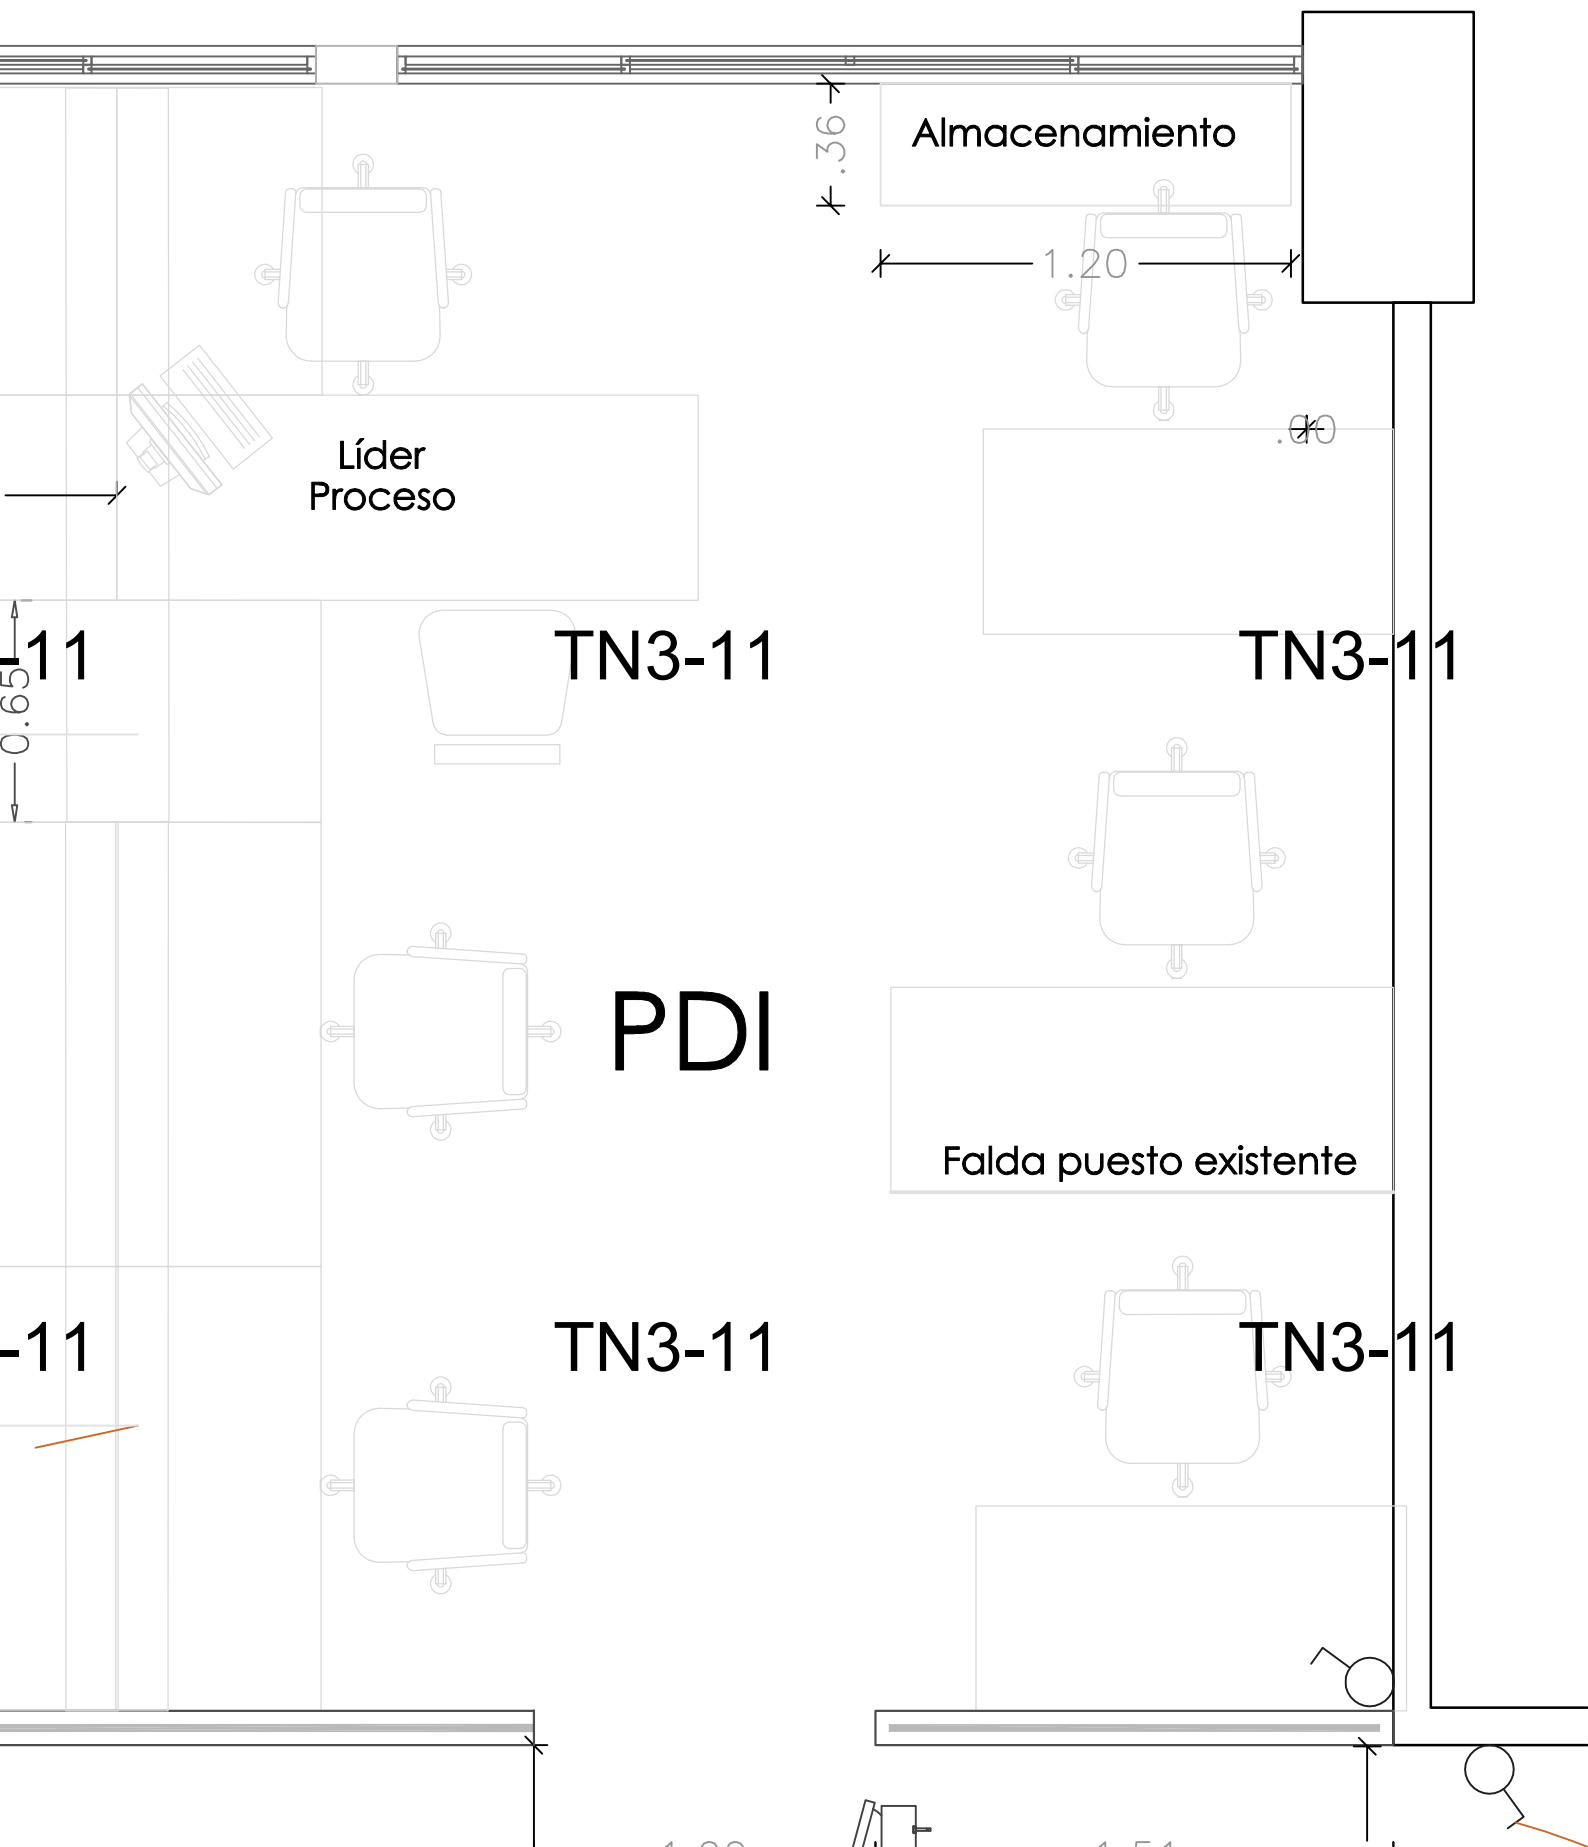 Almacenamiento
.36
1.20
.00
Líder
Proceso
-11
TN3-11
TN3-11
0.65
PDI
Falda puesto existente
-11
TN3-11
TN3-11